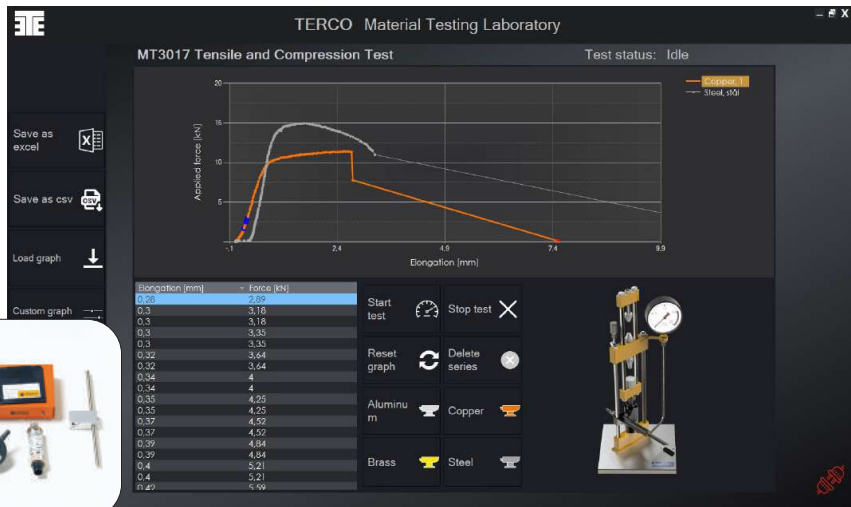 TERCO Material Testing Laboratory
MT3017 Tensile and Compression Test
Test status: Idle
Save as excel
Save as csv
CSV
Load graph
Custom graph
20
15
10
5
-,1
2,4
4,9
7,4
9,9
Applied force [kN]
Elongation [mm]
Copper, 1
Steel, stål
Elongation [mm] Force [kN]
0,28 2,89
0,3 3,18
0,3 3,18
0,3 3,35
0,3 3,35
0,32 3,64
0,32 3,64
0,34 4
0,34 4
0,35 4,25
0,35 4,25
0,37 4,52
0,37 4,52
0,39 4,84
0,39 4,84
0,4 5,21
0,4 5,21
0,42 5,59
Start test
Stop test
Reset graph
Delete series
Aluminu
m
Copper
Brass
Steel